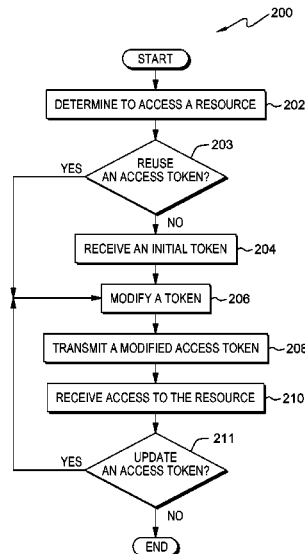 200
START
DETERMINE TO ACCESS A RESOURCE
202
203
REUSE
AN ACCESS TOKEN?
YES
NO
RECEIVE AN INITIAL TOKEN
204
MODIFY A TOKEN
206
TRANSMIT A MODIFIED ACCESS TOKEN
208
RECEIVE ACCESS TO THE RESOURCE
210
211
UPDATE
AN ACCESS TOKEN?
YES
NO
END